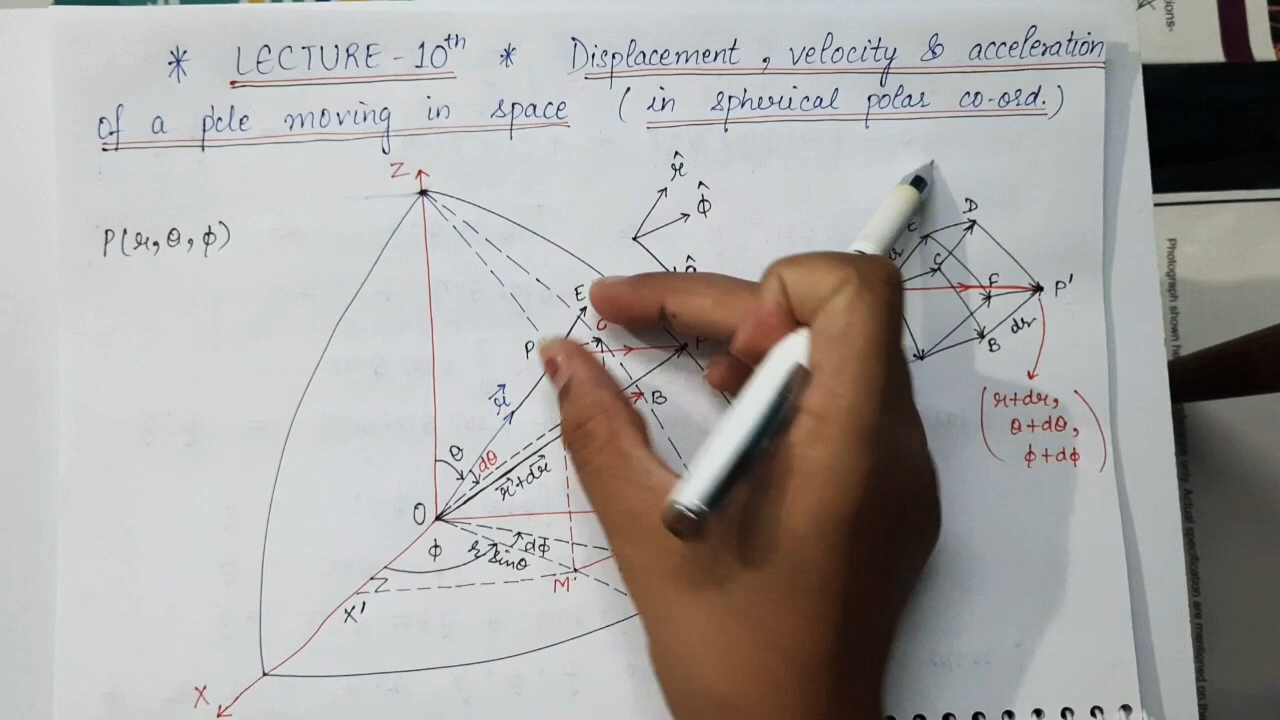 * LECTURE - 10th * Displacement, velocity & acceleration
of a pcle moving in space (in spherical polar co-ord.)
P(r, θ, φ)
Z
r̂
φ̂
E
P
G
B
r⃗
θ
dθ
r⃗+dr⃗
O
φ
dφ
r sinθ
M
X'
X
D
F
P'
B
dr
(r+dr,
θ+dθ,
φ+dφ)
ions-